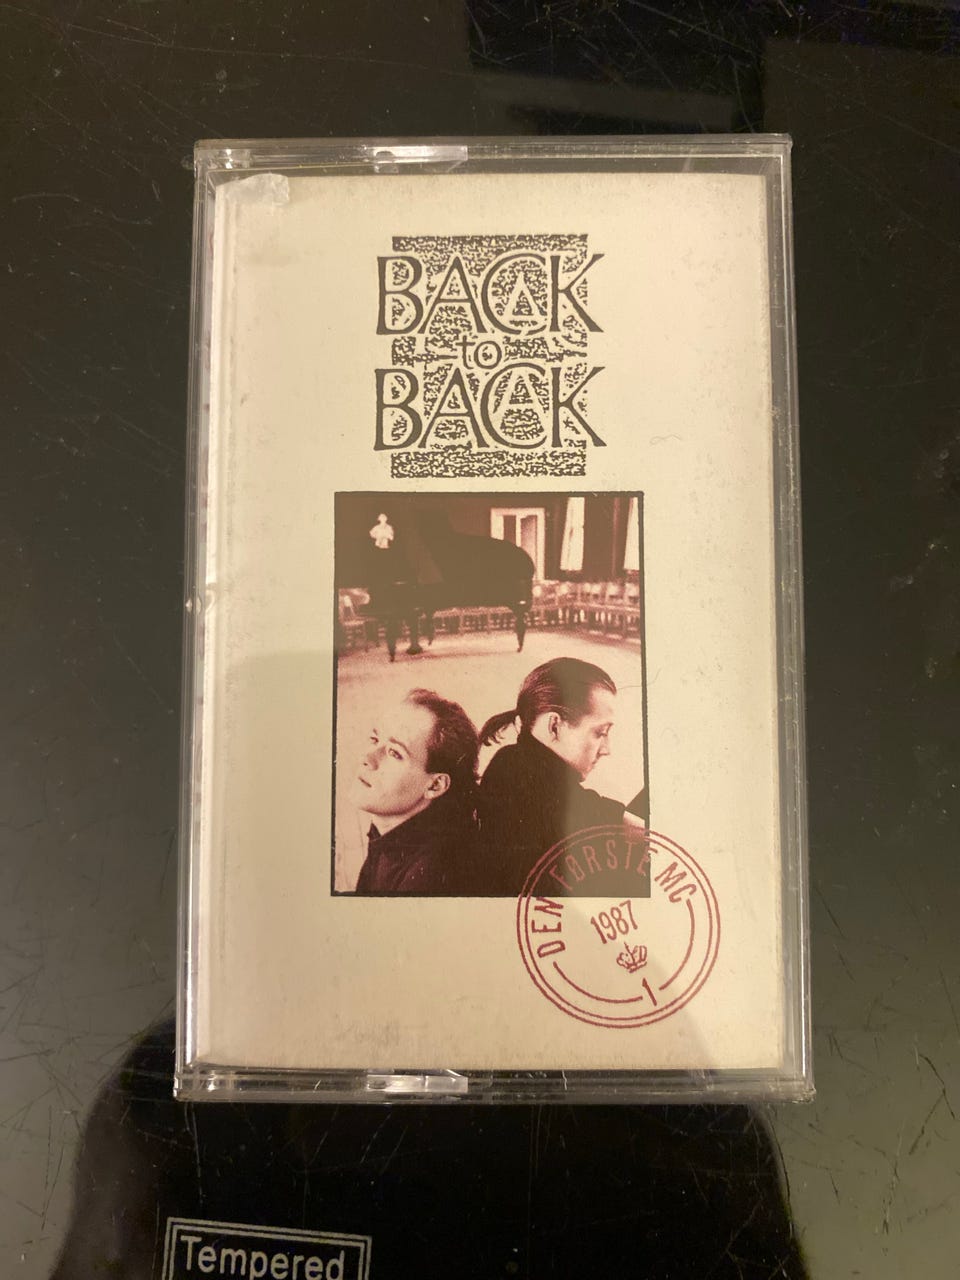 BACK
to
BACK
DEN FØRSTE MC
1987
1
Tempered